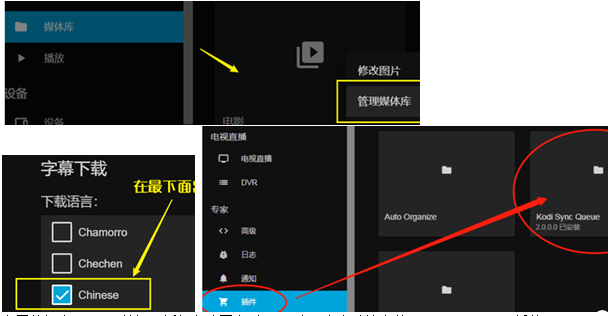 媒体库
播放
设备
设备
电影
修改图片
管理媒体库
字幕下载
下载语言：
在最下面
Chamorro
Chechen
Chinese
电视直播
电视直播
DVR
专家
高级
日志
通知
插件
Auto Organize
Kodi Sync Queue
2.0.0.0 已安装